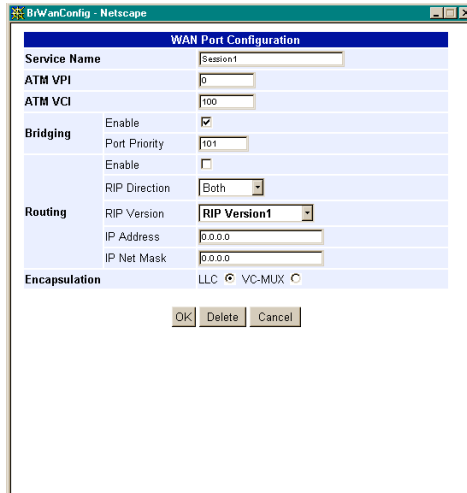 BrWanConfig - Netscape
WAN Port Configuration
Service Name Session1
ATM VPI 0
ATM VCI 100
Bridging
Enable
Port Priority 101
Routing
Enable
RIP Direction Both
RIP Version RIP Version1
IP Address 0.0.0.0
IP Net Mask 0.0.0.0
Encapsulation LLC VC-MUX
OK Delete Cancel